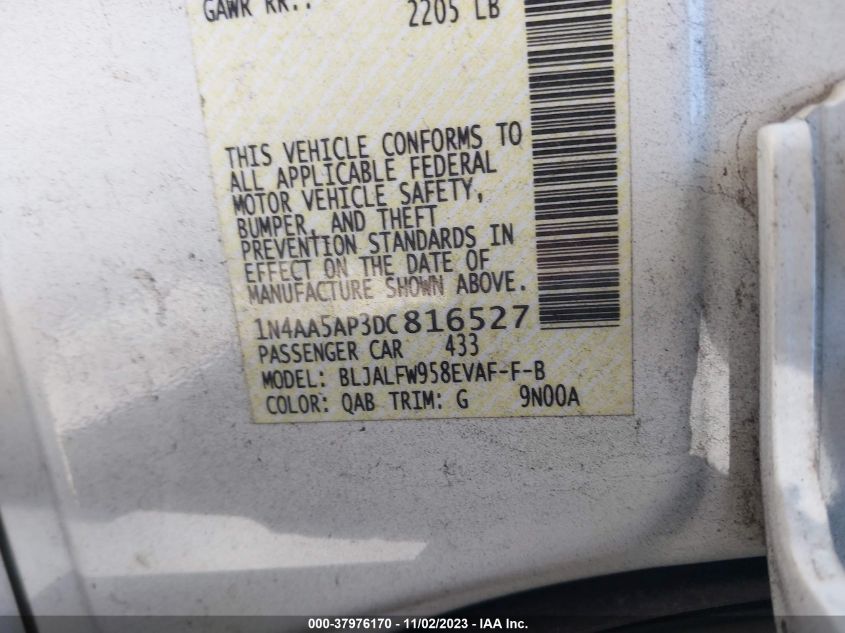 GAWR RR.: 2205 LB
THIS VEHICLE CONFORMS TO
ALL APPLICABLE FEDERAL
MOTOR VEHICLE SAFETY,
BUMPER, AND THEFT
PREVENTION STANDARDS IN
EFFECT ON THE DATE OF
MANUFACTURE SHOWN ABOVE.
1N4AA5AP3DC816527
PASSENGER CAR 433
MODEL: BLJALFW958EVAF-F-B
COLOR: QAB TRIM: G 9N00A
000-37976170 - 11/02/2023 - IAA Inc.